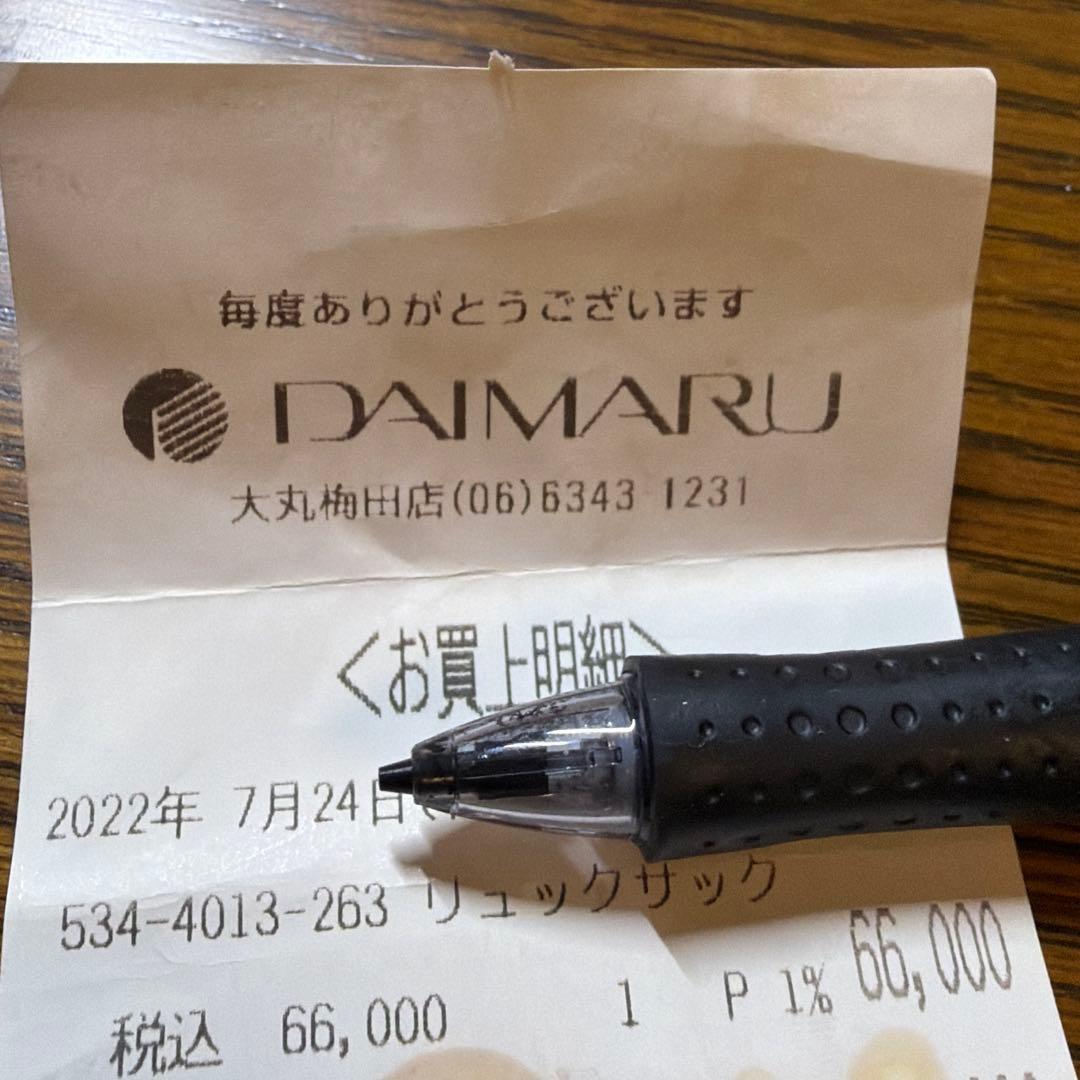 毎度ありがとうございます
DAIMARU
大丸梅田店(06)6343 1231
<お買上明細>
2022年 7月24日(
534-4013-263 リュックサック
66,000
税込 66,000 1 P 1%